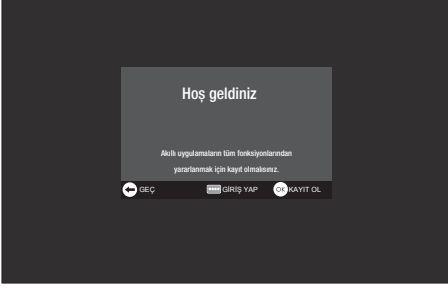 Hoş geldiniz
Akıllı uygulamaların tüm fonksiyonlarından
yararlanmak için kayıt olmalısınız.
GEÇ GİRİŞ YAP OK KAYIT OL